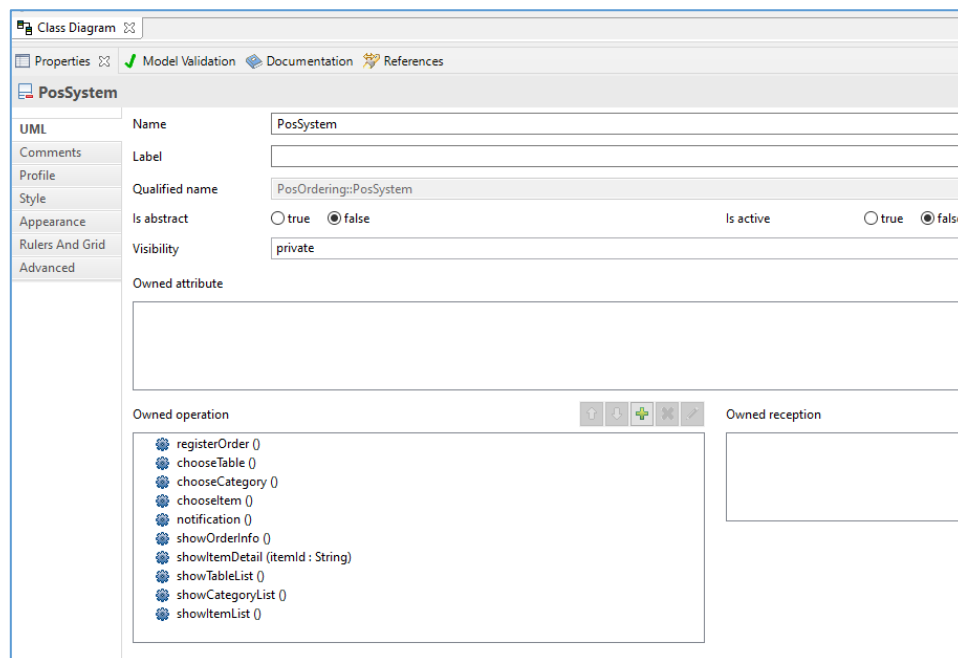 Class Diagram
Properties Model Validation Documentation References
PosSystem
UML
Comments
Profile
Style
Appearance
Rulers And Grid
Advanced
Name PosSystem
Label
Qualified name PosOrdering::PosSystem
Is abstract true false Is active true false
Visibility private
Owned attribute
Owned operation Owned reception
registerOrder ()
chooseTable ()
chooseCategory ()
chooseItem ()
notification ()
showOrderInfo ()
showItemDetail (itemId : String)
showTableList ()
showCategoryList ()
showItemList ()